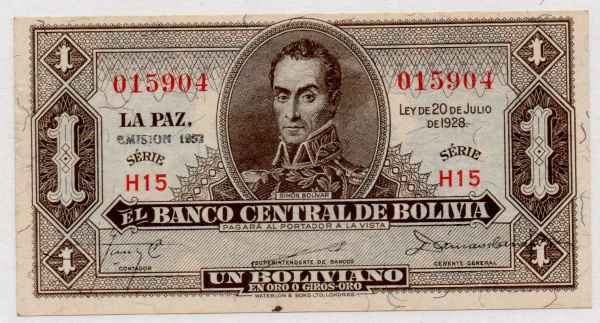 1 1
015904 015904
LA PAZ.
EMISION 1952
LEY DE 20 DE JULIO
DE 1928
SÉRIE SÉRIE
H15 H15
1 1
SIMÓN BOLÍVAR
EL BANCO CENTRAL DE BOLIVIA
PAGARÁ AL PORTADOR A LA VISTA
CONTADOR
SUPERINTENDENTE DE BANCOS
GERENTE GENERAL
1 1
UN BOLIVIANO
EN ORO O GIROS-ORO
WATERLOW & SONS LTD, LONDRES.